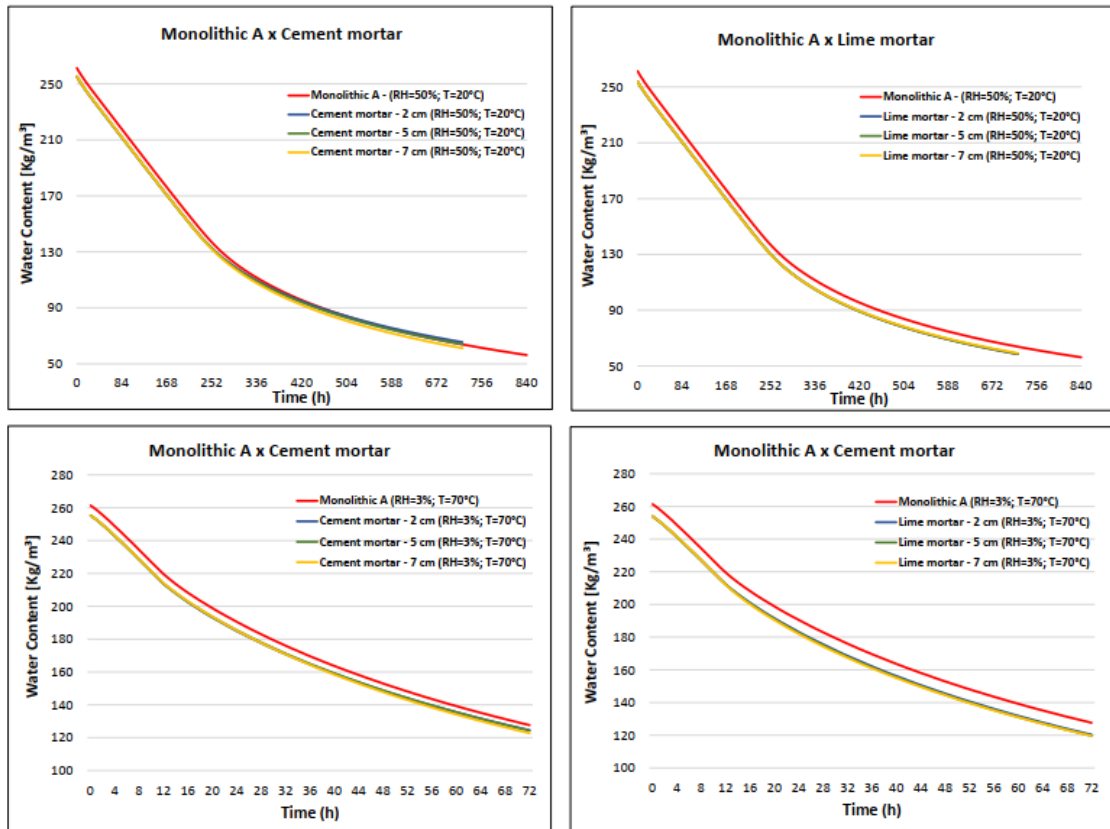 Monolithic A x Cement mortar
Water Content [Kg/m³]
250
210
170
130
90
50
Monolithic A - (RH=50%; T=20°C)
Cement mortar - 2 cm (RH=50%; T=20°C)
Cement mortar - 5 cm (RH=50%; T=20°C)
Cement mortar - 7 cm (RH=50%; T=20°C)
0 84 168 252 336 420 504 588 672 756 840
Time (h)
Monolithic A x Lime mortar
Water Content [Kg/m³]
250
210
170
130
90
50
Monolithic A - (RH=50%; T=20°C)
Lime mortar - 2 cm (RH=50%; T=20°C)
Lime mortar - 5 cm (RH=50%; T=20°C)
Lime mortar - 7 cm (RH=50%; T=20°C)
0 84 168 252 336 420 504 588 672 756 840
Time (h)
Monolithic A x Cement mortar
Water Content [Kg/m³]
280
260
240
220
200
180
160
140
120
100
Monolithic A (RH=3%; T=70°C)
Cement mortar - 2 cm (RH=3%; T=70°C)
Cement mortar - 5 cm (RH=3%; T=70°C)
Cement mortar - 7 cm (RH=3%; T=70°C)
0 4 8 12 16 20 24 28 32 36 40 44 48 52 56 60 64 68 72
Time (h)
Monolithic A x Cement mortar
Water Content [Kg/m³]
280
260
240
220
200
180
160
140
120
100
Monolithic A (RH=3%; T=70°C)
Lime mortar - 2 cm (RH=3%; T=70°C)
Lime mortar - 5 cm (RH=3%; T=70°C)
Lime mortar - 7 cm (RH=3%; T=70°C)
0 4 8 12 16 20 24 28 32 36 40 44 48 52 56 60 64 68 72
Time (h)